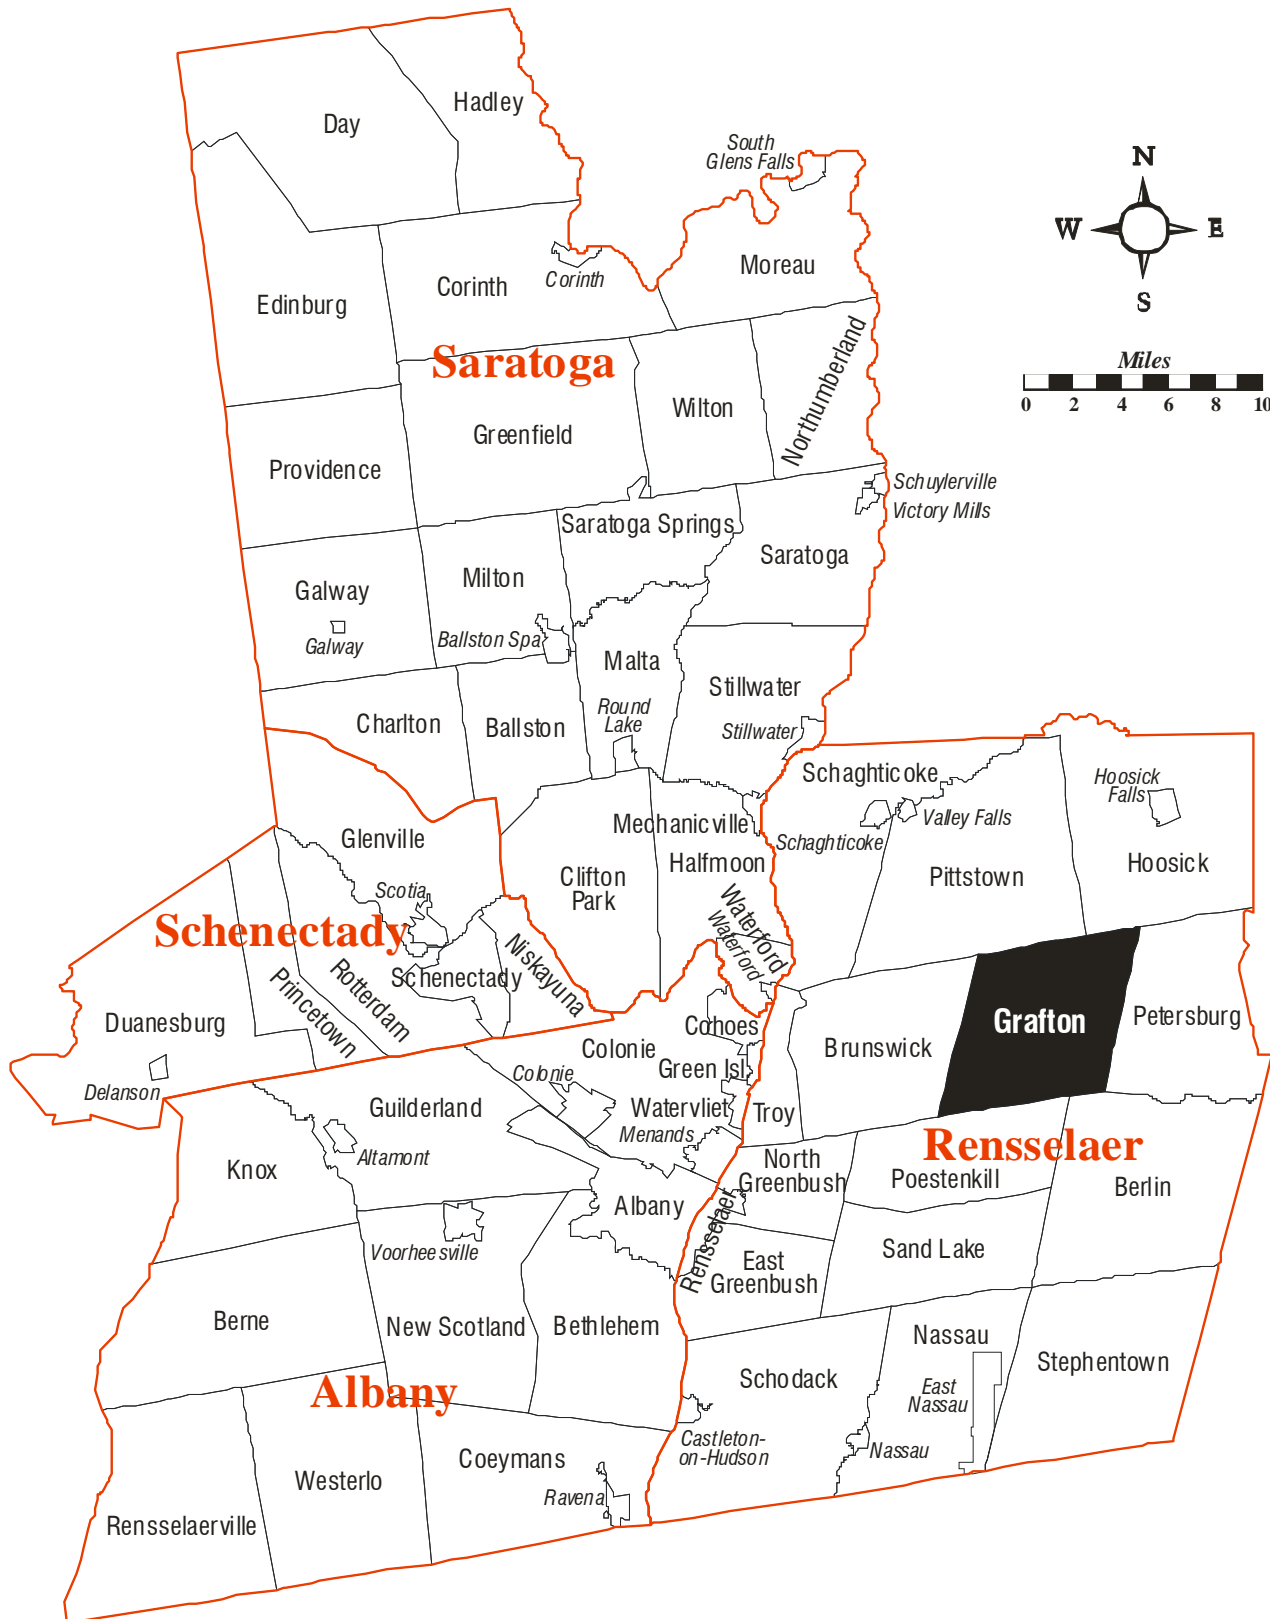 Hadley
Day
South
Glens Falls
N
W
E
S
Moreau
Corinth
Corinth
Edinburg
Saratoga
Northumberland
Miles
0 2 4 6 8 10
Wilton
Greenfield
Providence
Schuylerville
Victory Mills
Saratoga Springs
Saratoga
Milton
Galway
Galway
Ballston Spa
Malta
Stillwater
Round
Lake
Charlton
Ballston
Stillwater
Schaghticoke
Hoosick
Falls
Valley Falls
Schaghticoke
Mechanicville
Glenville
Halfmoon
Hoosick
Pittstown
Clifton
Park
Scotia
Waterford
Waterford
Schenectady
Niskayuna
Schenectady
Rotterdam
Princetown
Duanesburg
Delanson
Cohoes
Colonie
Green Isl.
Colonie
Grafton
Petersburg
Brunswick
Guilderland
Watervliet
Menands
Troy
Altamont
Rensselaer
Knox
North
Greenbush
Poestenkill
Berlin
Albany
Rensselaer
Voorheesville
Sand Lake
East
Greenbush
Berne
New Scotland
Bethlehem
Nassau
Stephentown
Schodack
Albany
East
Nassau
Castleton-
on-Hudson
Nassau
Coeymans
Westerlo
Ravena
Rensselaerville